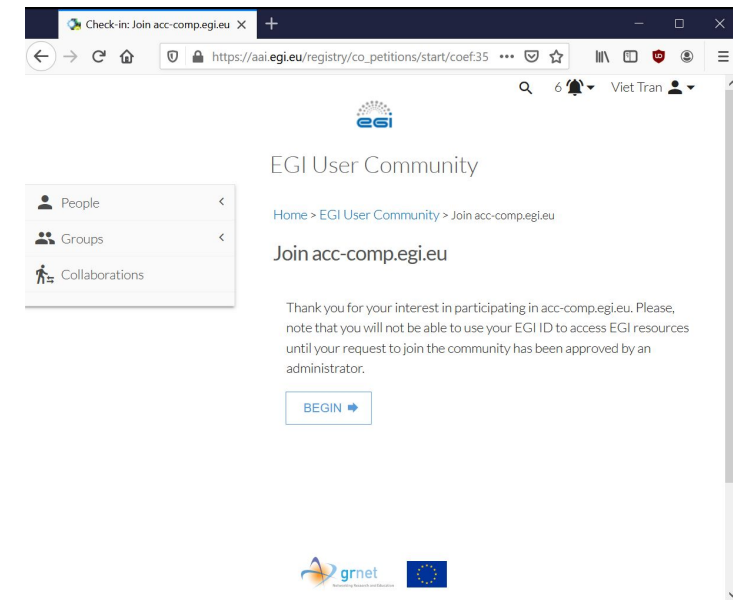 Check-in: Join acc-comp.egi.eu
https://aai.egi.eu/registry/co_petitions/start/coef:35
6 Viet Tran
egi
EGI User Community
People
Groups
Collaborations
Home > EGI User Community > Join acc-comp.egi.eu
Join acc-comp.egi.eu
Thank you for your interest in participating in acc-comp.egi.eu. Please,
note that you will not be able to use your EGI ID to access EGI resources
until your request to join the community has been approved by an
administrator.
BEGIN
grnet
Networking Research and Education